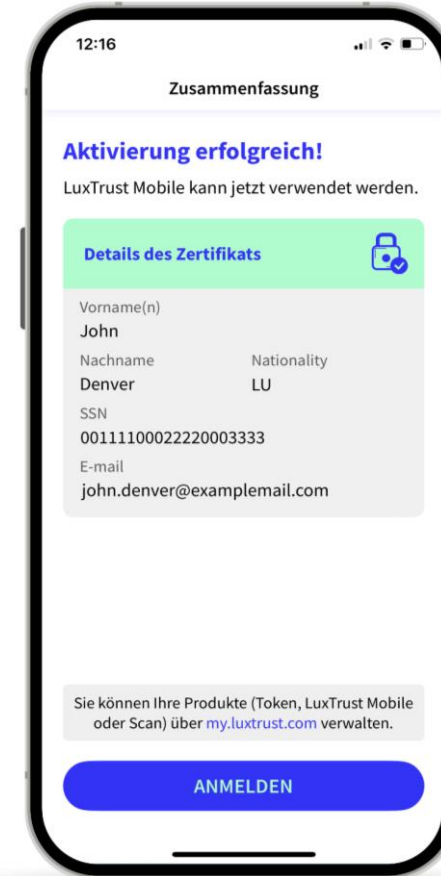 12:16
Zusammenfassung
Aktivierung erfolgreich!
LuxTrust Mobile kann jetzt verwendet werden.
Details des Zertifikats
Vorname(n)
John
Nachname Nationality
Denver LU
SSN
00111100022220003333
E-mail
john.denver@examplemail.com
Sie können Ihre Produkte (Token, LuxTrust Mobile
oder Scan) über my.luxtrust.com verwalten.
ANMELDEN